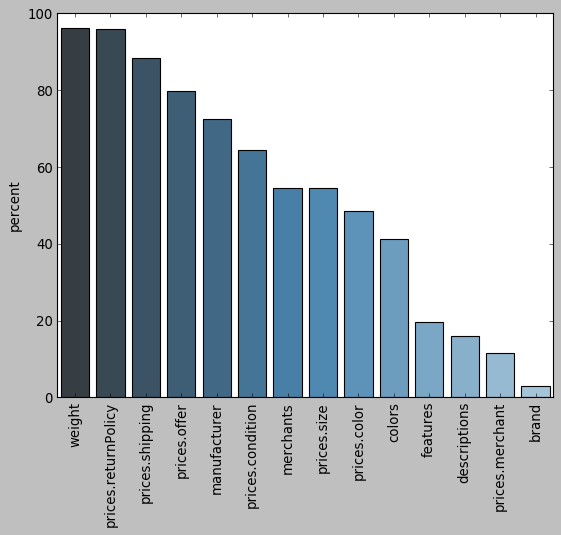 100
80
60
40
20
0
percent
weight
prices.returnPolicy
prices.shipping
prices.offer
manufacturer
prices.condition
merchants
prices.size
prices.color
colors
features
descriptions
prices.merchant
brand